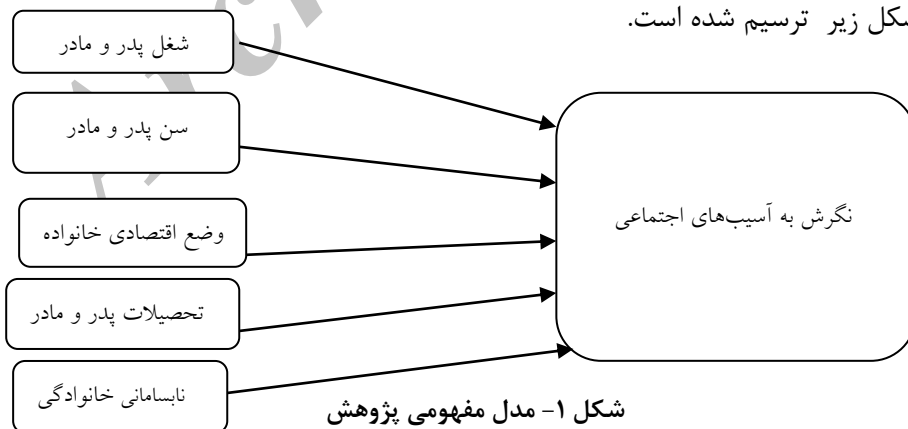 شکل زیر ترسیم شده است.
شغل پدر و مادر
سن پدر و مادر
وضع اقتصادی خانواده
تحصیلات پدر و مادر
نابسامانی خانوادگی
نگرش به آسیب‌های اجتماعی
شکل ۱- مدل مفهومی پژوهش